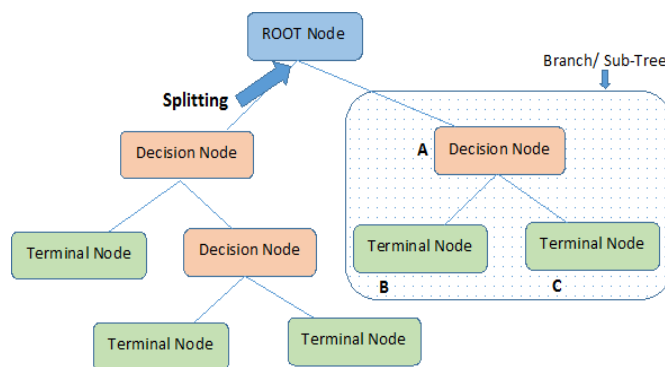 ROOT Node
Branch/ Sub-Tree
Splitting
Decision Node
A
Decision Node
Terminal Node
Decision Node
Terminal Node
Terminal Node
B
C
Terminal Node
Terminal Node